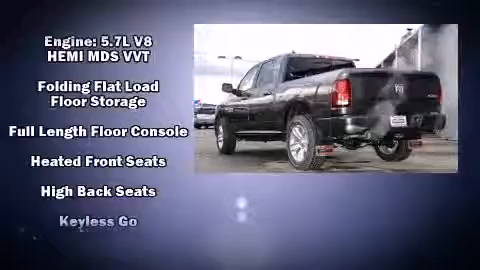 Engine: 5.7L V8
HEMI MDS VVT
Folding Flat Load
Floor Storage
Full Length Floor Console
Heated Front Seats
High Back Seats
Keyless Go